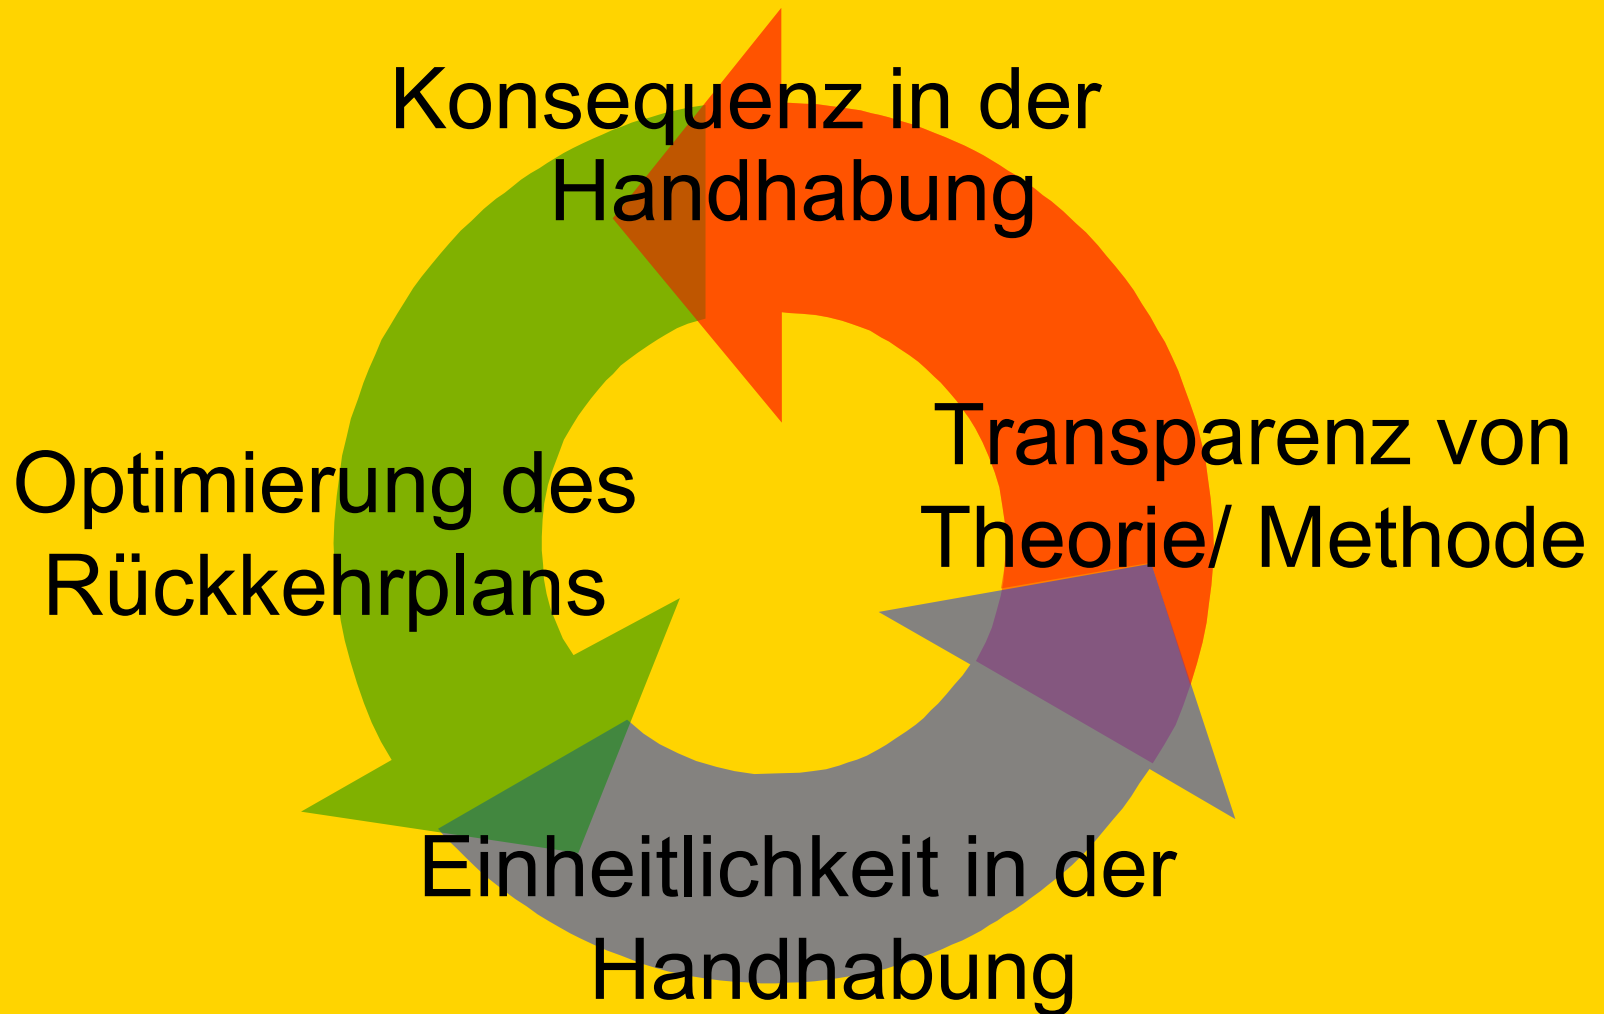 Konsequenz in der
Handhabung
Transparenz von
Theorie/ Methode
Optimierung des
Rückkehrplans
Einheitlichkeit in der
Handhabung